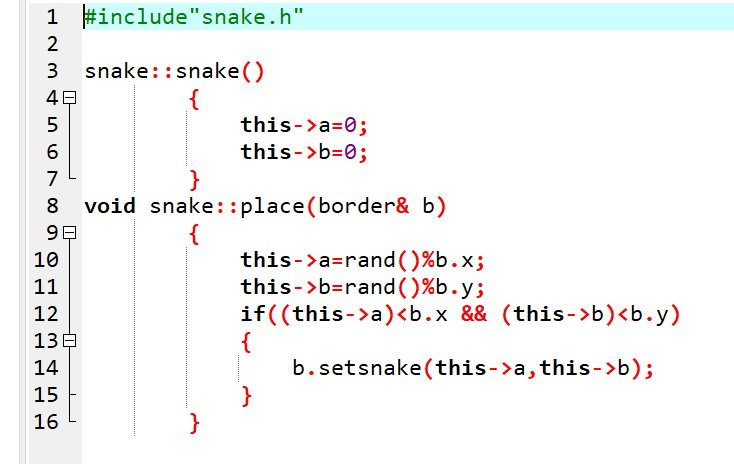 1 #include"snake.h"
2
3 snake::snake()
4 {
5 this->a=0;
6 this->b=0;
7 }
8 void snake::place(border& b)
9 {
10 this->a=rand()%b.x;
11 this->b=rand()%b.y;
12 if((this->a)<b.x && (this->b)<b.y)
13 {
14 b.setsnake(this->a,this->b);
15 }
16 }